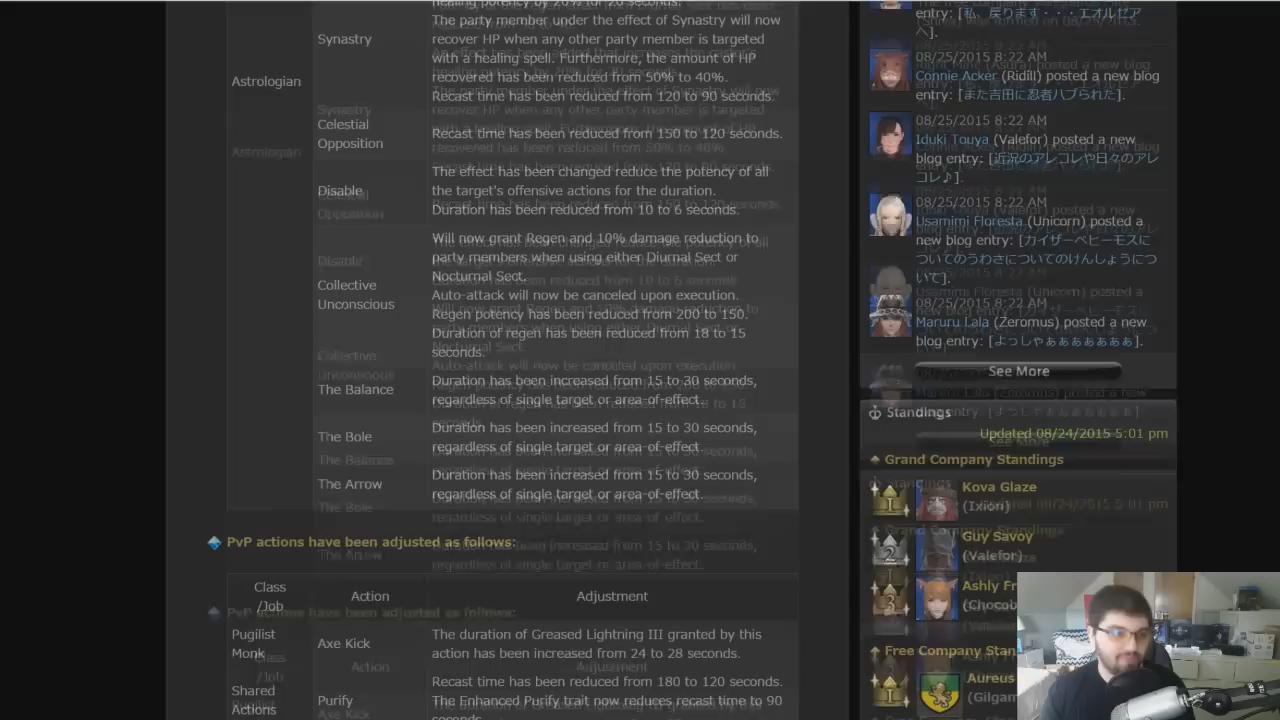 healing potency by 20% for 20 seconds.
Astrologian
Synastry
The party member under the effect of Synastry will now
recover HP when any other party member is targeted
with a healing spell. Furthermore, the amount of HP
recovered has been reduced from 50% to 40%.
Recast time has been reduced from 120 to 90 seconds.
Celestial
Opposition
Recast time has been reduced from 150 to 120 seconds.
Disable
The effect has been changed reduce the potency of all
the target's offensive actions for the duration.
Duration has been reduced from 10 to 6 seconds.
Collective
Unconscious
Will now grant Regen and 10% damage reduction to
party members when using either Diurnal Sect or
Nocturnal Sect.
Auto-attack will now be canceled upon execution.
Regen potency has been reduced from 200 to 150.
Duration of regen has been reduced from 18 to 15
seconds.
The Balance
Duration has been increased from 15 to 30 seconds,
regardless of single target or area-of-effect.
The Bole
Duration has been increased from 15 to 30 seconds,
regardless of single target or area-of-effect.
The Arrow
Duration has been increased from 15 to 30 seconds,
regardless of single target or area-of-effect.
PvP actions have been adjusted as follows:
Class
/Job
Action
Adjustment
Pugilist
Monk
Axe Kick
The duration of Greased Lightning III granted by this
action has been increased from 24 to 28 seconds.
Shared
Actions
Purify
Recast time has been reduced from 180 to 120 seconds.
The Enhanced Purify trait now reduces recast time to 90
seconds.
entry: [私、戻ります・・・エオルゼア
へ].
08/25/2015 8:22 AM
Connie Acker (Ridill) posted a new
blog entry: [また吉田に忍者ハブられた].
08/25/2015 8:22 AM
Iduki Touya (Valefor) posted a new
blog entry: [近況のアレコレや日々のアレ
コレ♪].
08/25/2015 8:22 AM
Usamimi Floresta (Unicorn) posted a
new blog entry: [カイザーベヒーモスに
ついてのうわさについてのけんしょうにつ
いて].
08/25/2015 8:22 AM
Maruru Lala (Zeromus) posted a new
blog entry: [よっしゃぁぁぁぁぁぁぁ].
See More
Standings
Updated 08/24/2015 5:01 pm
Grand Company Standings
1
Kova Glaze
(Ixion)
2
Guy Savoy
(Valefor)
3
Ashly Fr
(Chocob
Free Company Stan
1
Aureus
(Gilgam